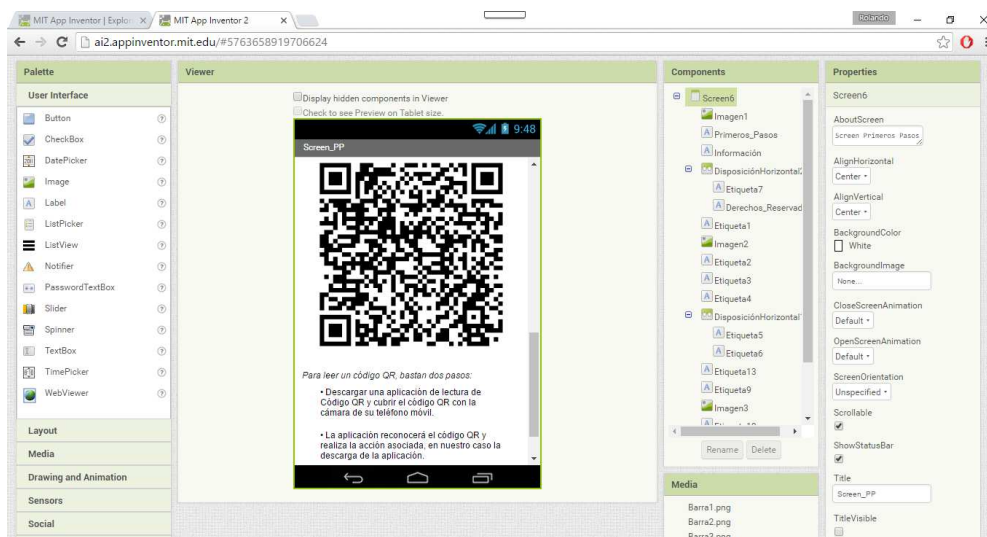 MIT App Inventor | Explor
MIT App Inventor 2
Rolando
ai2.appinventor.mit.edu/#5763658919706624
Palette
User Interface
Button
CheckBox
DatePicker
Image
Label
ListPicker
ListView
Notifier
PasswordTextBox
Slider
Spinner
TextBox
TimePicker
WebViewer
Layout
Media
Drawing and Animation
Sensors
Social
Viewer
Display hidden components in Viewer
Check to see Preview on Tablet size.
9:48
Screen_PP
Para leer un código QR, bastan dos pasos:
• Descargar una aplicación de lectura de
Código QR y cubrir el código QR con la
cámara de su teléfono móvil.
• La aplicación reconocerá el código QR y
realiza la acción asociada, en nuestro caso la
descarga de la aplicación.
Components
Screen6
Imagen1
Primeros_Pasos
Información
DisposiciónHorizontal2
Etiqueta7
Derechos_Reservad
Etiqueta1
Imagen2
Etiqueta2
Etiqueta3
Etiqueta4
DisposiciónHorizontal
Etiqueta5
Etiqueta6
Etiqueta13
Etiqueta9
Imagen3
Rename Delete
Media
Barra1.png
Barra2.png
Barra3.png
Properties
Screen6
AboutScreen
Screen Primeros Pasos
AlignHorizontal
Center
AlignVertical
Center
BackgroundColor
White
BackgroundImage
None...
CloseScreenAnimation
Default
OpenScreenAnimation
Default
ScreenOrientation
Unspecified
Scrollable
ShowStatusBar
Title
Screen_PP
TitleVisible